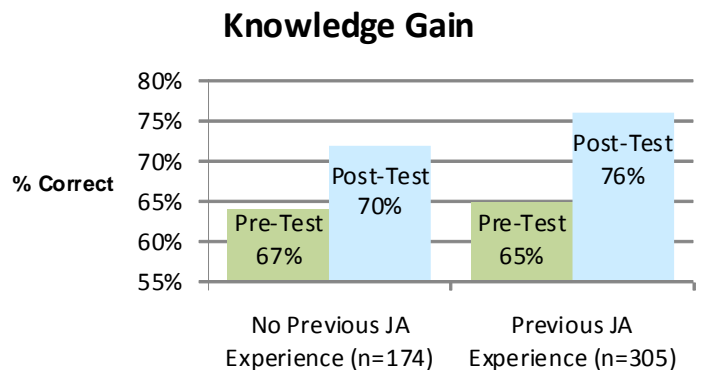 Knowledge Gain
80%
75%
70%
65%
60%
55%
% Correct
Pre-Test
67%
Post-Test
70%
Pre-Test
65%
Post-Test
76%
No Previous JA
Experience (n=174)
Previous JA
Experience (n=305)